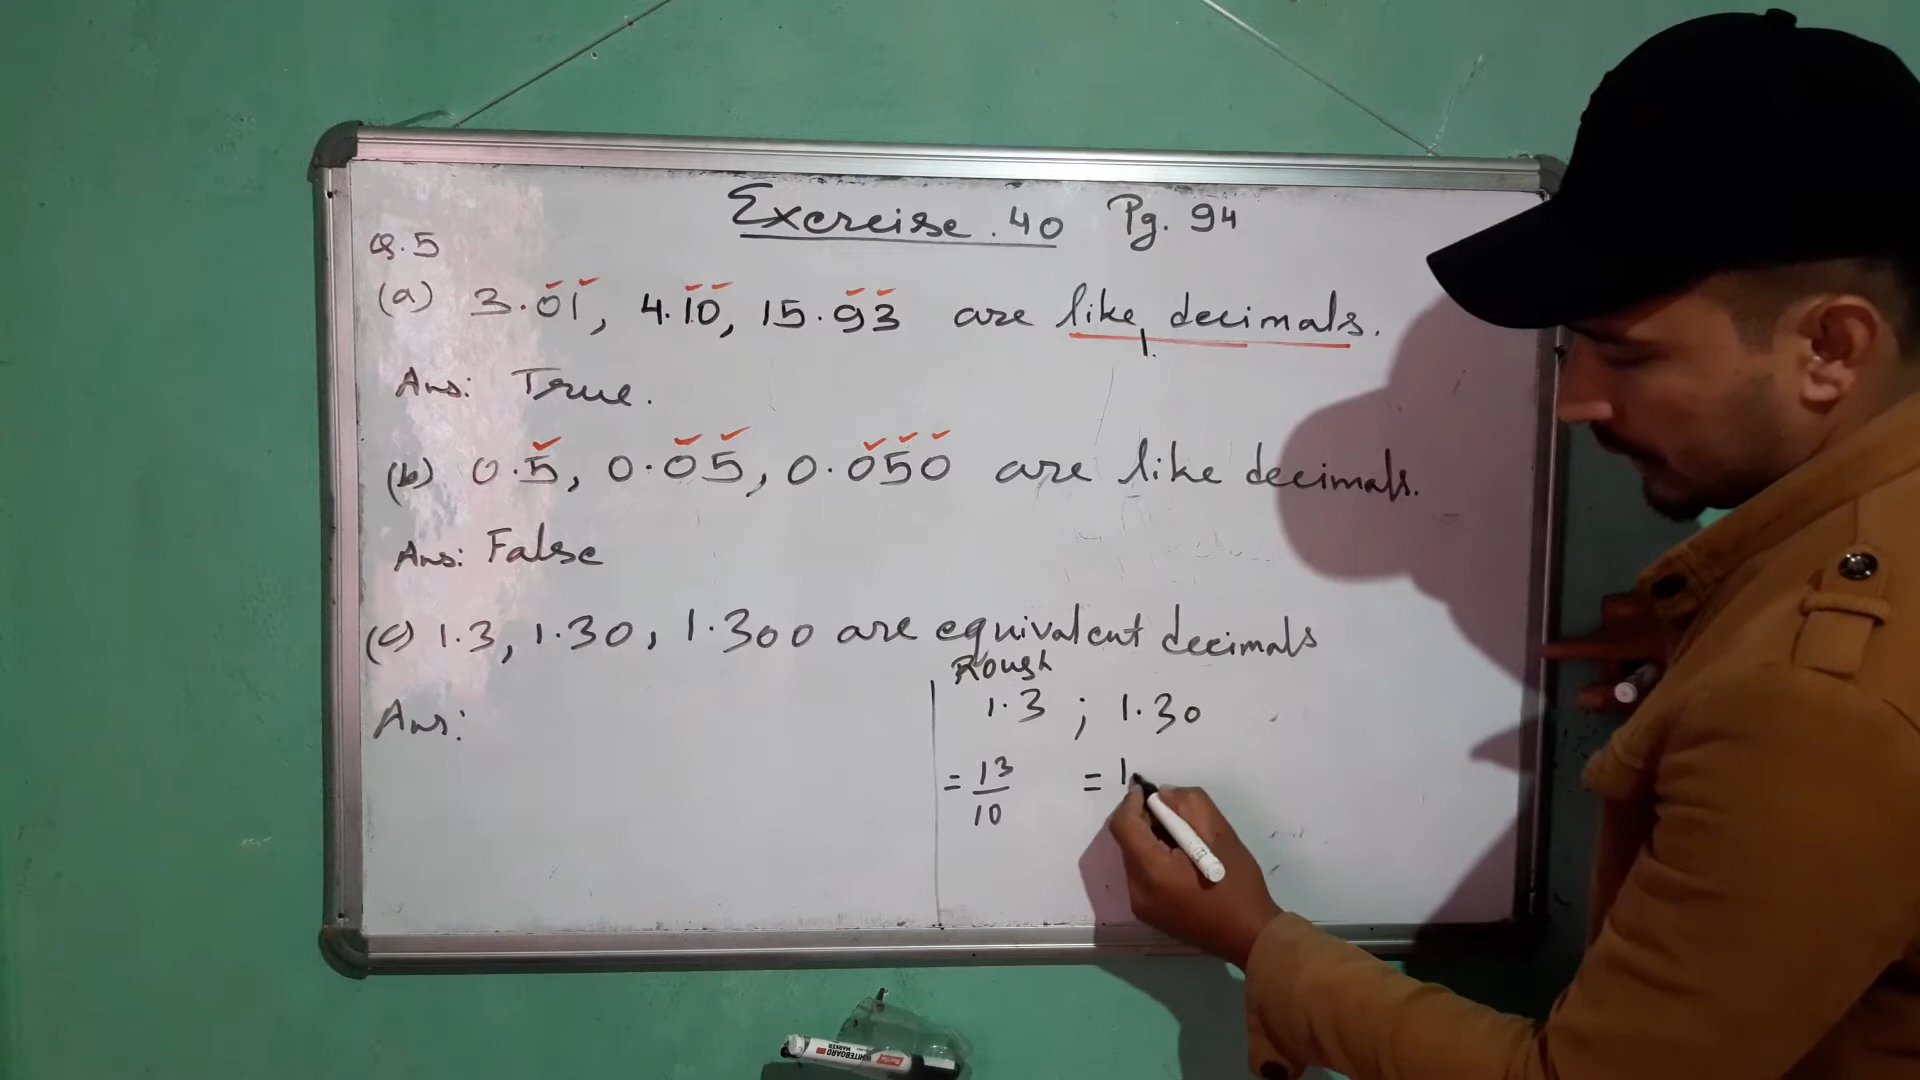 Exercise. 40 Pg. 94
Q.5
(a) 3.01, 4.10, 15.93 are like decimals.
Ans: True.
(b) 0.5, 0.05, 0.050 are like decimals.
Ans: False
(c) 1.3, 1.30, 1.300 are equivalent decimals
Ans:
Rough
1.3 ; 1.30
= 13/10 = 1
WHITEBOARD MARKER